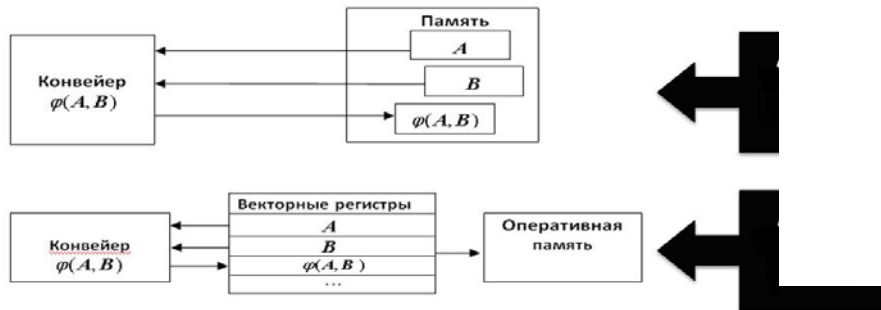 Память
A
Конвейер
φ(A, B)
B
φ(A, B)
Векторные регистры
A
Конвейер
φ(A, B)
B
φ(A, B)
...
Оперативная
память